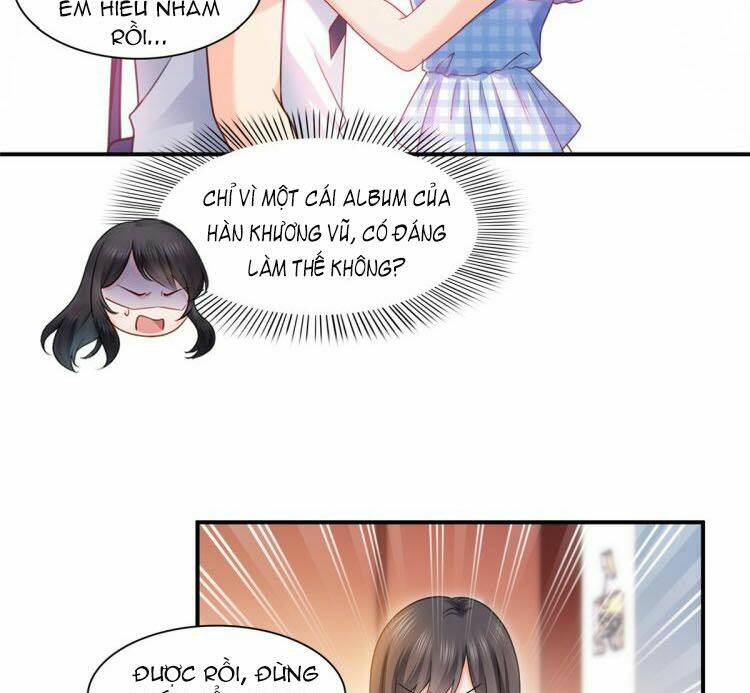 EM HIỂU NHẦM
RỒI...
CHỈ VÌ MỘT CÁI ALBUM CỦA
HÀN KHƯƠNG VŨ, CÓ ĐÁNG
LÀM THẾ KHÔNG?
ĐƯỢC RỒI, ĐỪNG